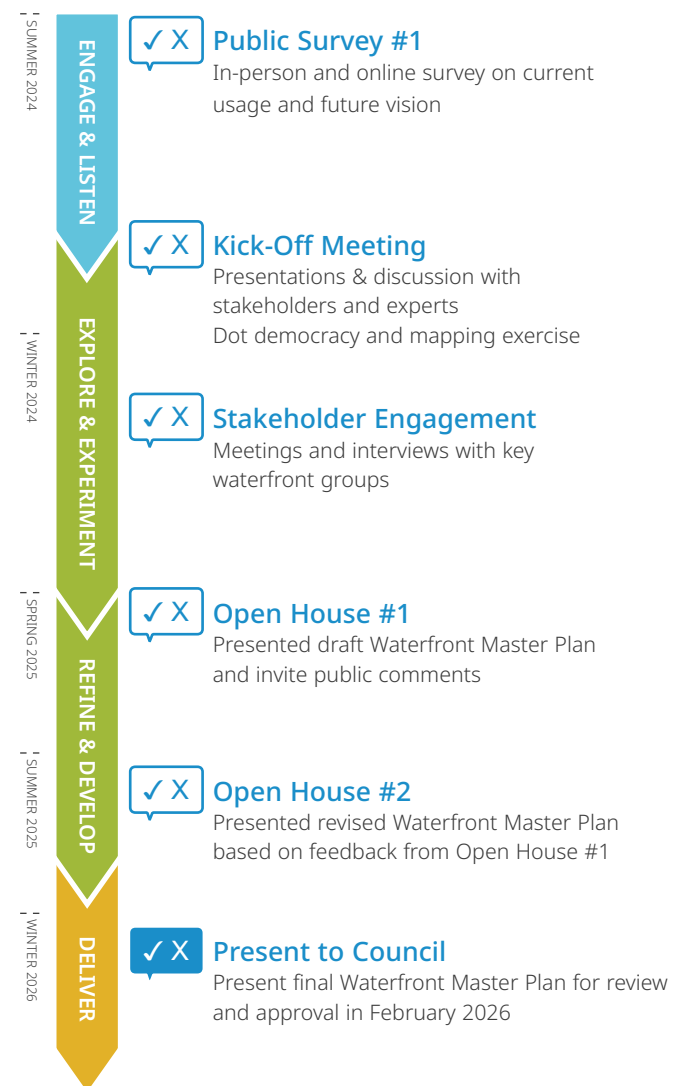 SUMMER 2024
ENGAGE & LISTEN
✓ X
Public Survey #1
In-person and online survey on current
usage and future vision
✓ X
Kick-Off Meeting
Presentations & discussion with
stakeholders and experts
Dot democracy and mapping exercise
WINTER 2024
EXPLORE & EXPERIMENT
✓ X
Stakeholder Engagement
Meetings and interviews with key
waterfront groups
SPRING 2025
REFINE & DEVELOP
✓ X
Open House #1
Presented draft Waterfront Master Plan
and invite public comments
SUMMER 2025
✓ X
Open House #2
Presented revised Waterfront Master Plan
based on feedback from Open House #1
WINTER 2026
DELIVER
✓ X
Present to Council
Present final Waterfront Master Plan for review
and approval in February 2026